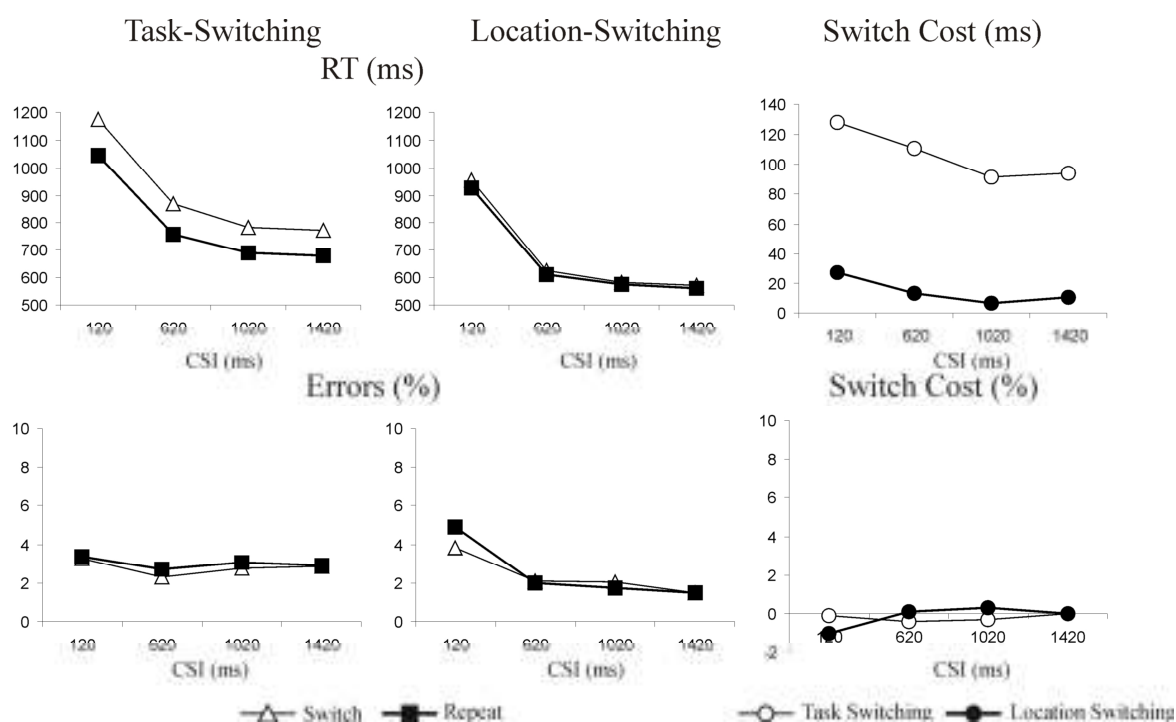 Task-Switching Location-Switching Switch Cost (ms)
RT (ms)
1200
1100
1000
900
800
700
600
500
120 620 1020 1420
CSI (ms)
1200
1100
1000
900
800
700
600
500
120 620 1020 1420
CSI (ms)
140
120
100
80
60
40
20
0
120 620 1020 1420
CSI (ms)
Errors (%) Switch Cost (%)
10
8
6
4
2
0
120 620 1020 1420
CSI (ms)
10
8
6
4
2
0
120 620 1020 1420
CSI (ms)
10
8
6
4
2
0
-2
120 620 1020 1420
CSI (ms)
Switch Repeat Task Switching Location Switching